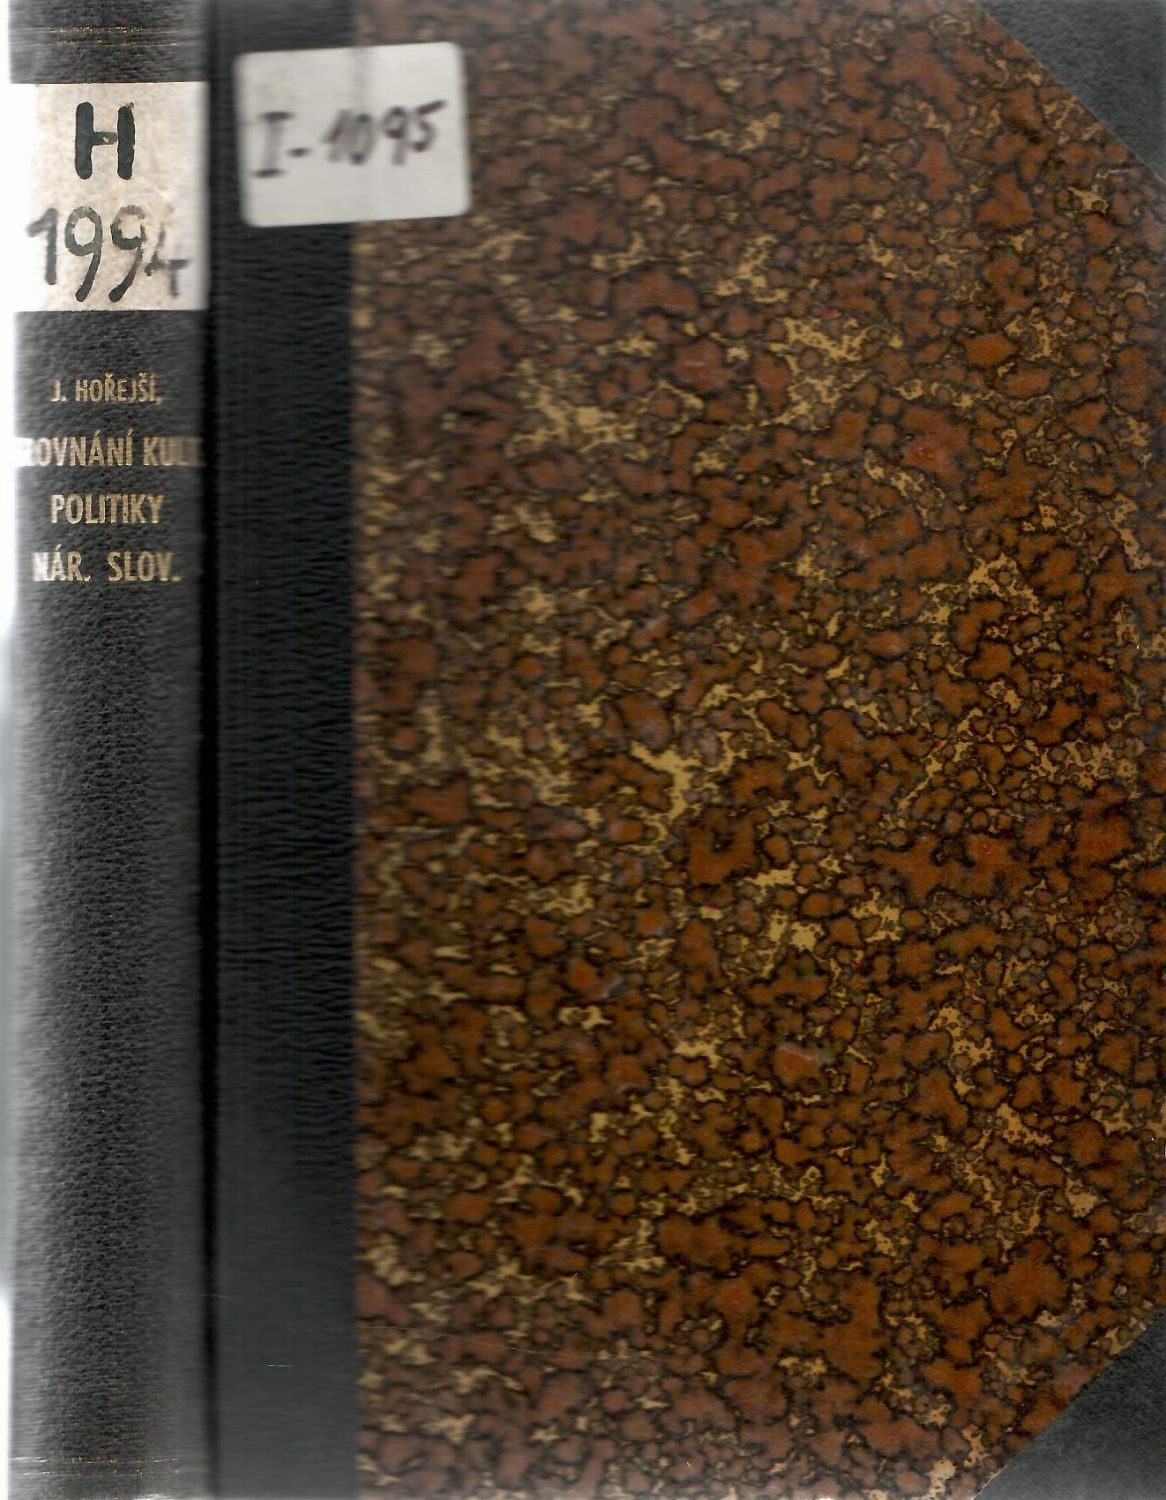 H
1994
I-1095
J. HOŘEJŠÍ,
ROVNÁNÍ KUL
POLITIKY
NÁR. SLOV.